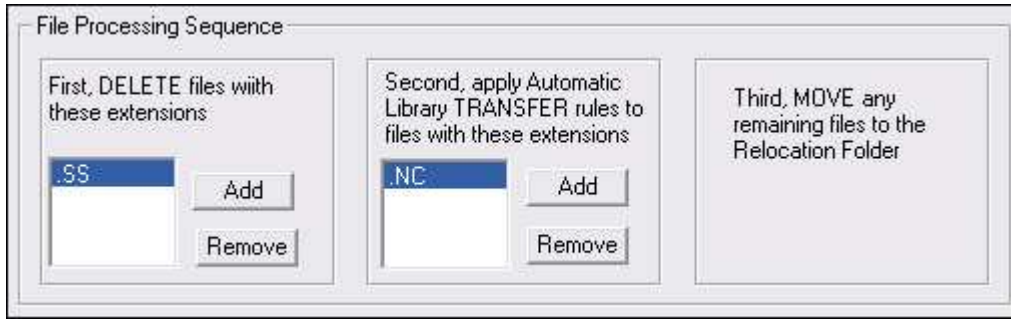 File Processing Sequence
First, DELETE files wiith
these extensions
.SS
Add
Remove
Second, apply Automatic
Library TRANSFER rules to
files with these extensions
.NC
Add
Remove
Third, MOVE any
remaining files to the
Relocation Folder